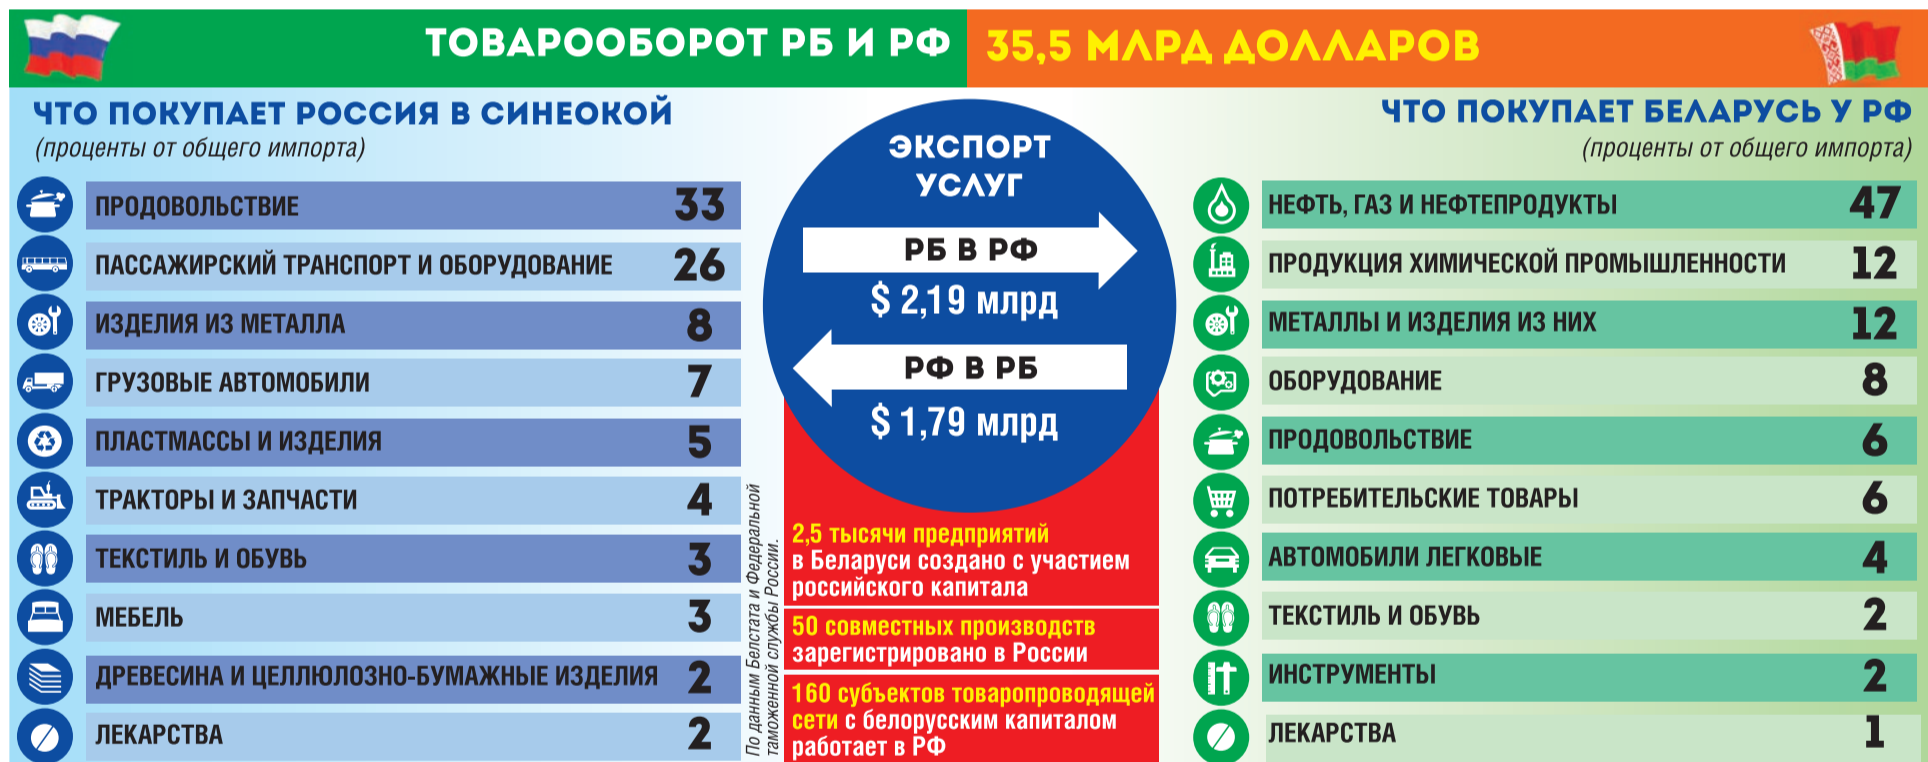 ТОВАРООБОРОТ РБ И РФ 35,5 МЛРД ДОЛЛАРОВ
ЧТО ПОКУПАЕТ РОССИЯ В СИНЕОКОЙ
(проценты от общего импорта)
ПРОДОВОЛЬСТВИЕ 33
ПАССАЖИРСКИЙ ТРАНСПОРТ И ОБОРУДОВАНИЕ 26
ИЗДЕЛИЯ ИЗ МЕТАЛЛА 8
ГРУЗОВЫЕ АВТОМОБИЛИ 7
ПЛАСТМАССЫ И ИЗДЕЛИЯ 5
ТРАКТОРЫ И ЗАПЧАСТИ 4
ТЕКСТИЛЬ И ОБУВЬ 3
МЕБЕЛЬ 3
ДРЕВЕСИНА И ЦЕЛЛЮЛОЗНО-БУМАЖНЫЕ ИЗДЕЛИЯ 2
ЛЕКАРСТВА 2
По данным Белстата и Федеральной
таможенной службы России.
ЭКСПОРТ
УСЛУГ
РБ В РФ
$ 2,19 млрд
РФ В РБ
$ 1,79 млрд
2,5 тысячи предприятий
в Беларуси создано с участием
российского капитала
50 совместных производств
зарегистрировано в России
160 субъектов товаропроводящей
сети с белорусским капиталом
работает в РФ
ЧТО ПОКУПАЕТ БЕЛАРУСЬ У РФ
(проценты от общего импорта)
НЕФТЬ, ГАЗ И НЕФТЕПРОДУКТЫ 47
ПРОДУКЦИЯ ХИМИЧЕСКОЙ ПРОМЫШЛЕННОСТИ 12
МЕТАЛЛЫ И ИЗДЕЛИЯ ИЗ НИХ 12
ОБОРУДОВАНИЕ 8
ПРОДОВОЛЬСТВИЕ 6
ПОТРЕБИТЕЛЬСКИЕ ТОВАРЫ 6
АВТОМОБИЛИ ЛЕГКОВЫЕ 4
ТЕКСТИЛЬ И ОБУВЬ 2
ИНСТРУМЕНТЫ 2
ЛЕКАРСТВА 1